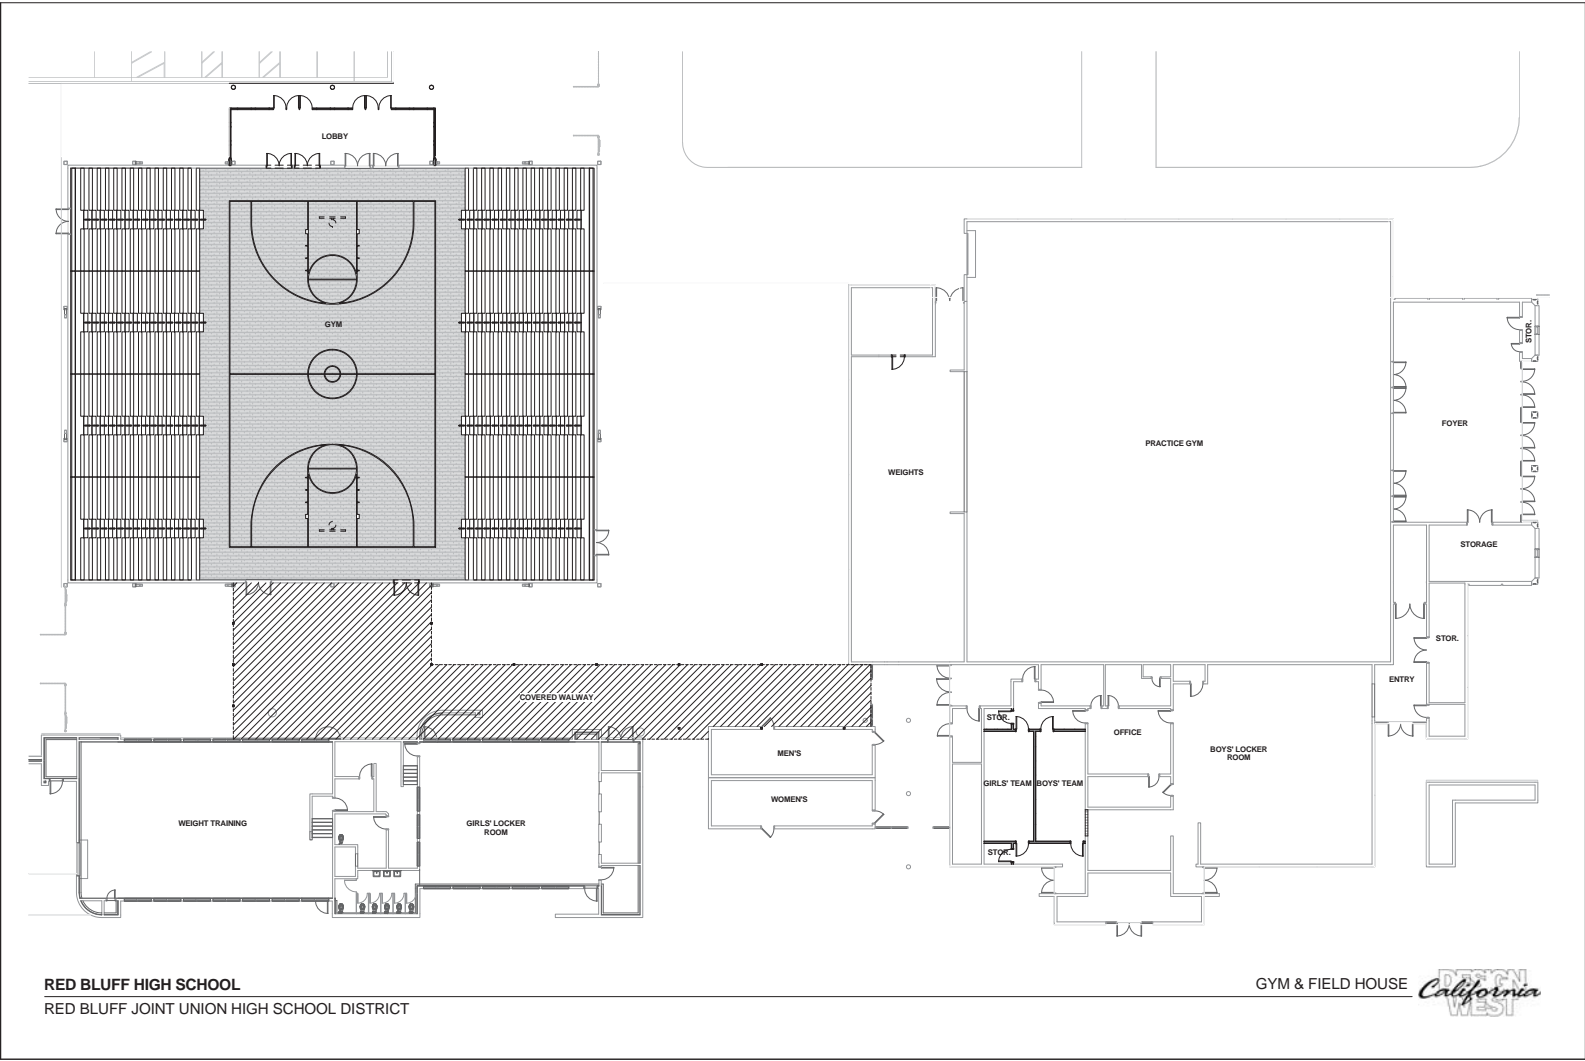 LOBBY
GYM
STOR.
FOYER
PRACTICE GYM
WEIGHTS
STORAGE
STOR.
ENTRY
COVERED WALWAY
STOR.
OFFICE
MEN'S
BOYS' LOCKER
ROOM
GIRLS' TEAM
BOYS' TEAM
WOMEN'S
WEIGHT TRAINING
GIRLS' LOCKER
ROOM
STOR.
RED BLUFF HIGH SCHOOL
RED BLUFF JOINT UNION HIGH SCHOOL DISTRICT
GYM & FIELD HOUSE
DESIGN
California
WEST